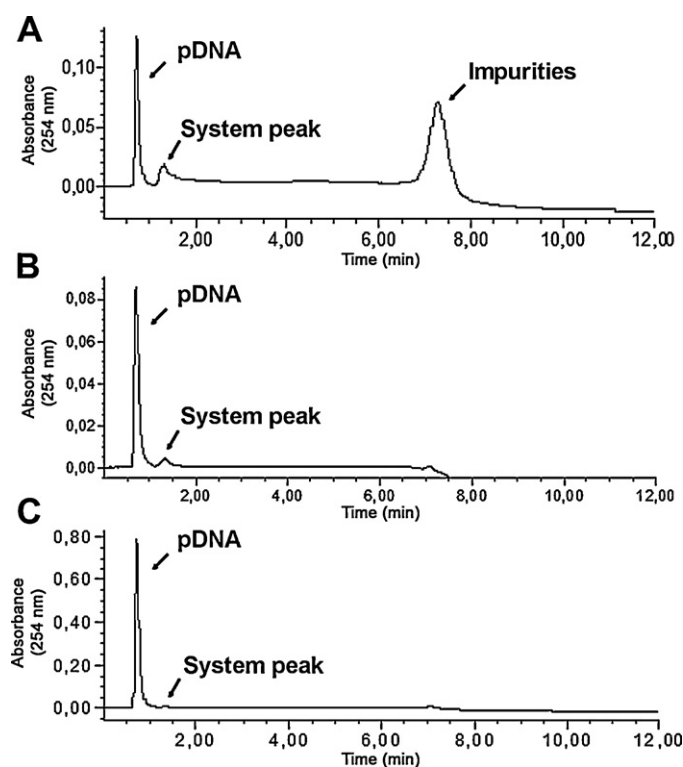 A
Absorbance
(254 nm)
0,10
0,05
0,00
pDNA
System peak
Impurities
2,00 4,00 6,00 8,00 10,00 12,00
Time (min)
B
Absorbance
(254 nm)
0,08
0,06
0,04
0,02
0,00
pDNA
System peak
2,00 4,00 6,00 8,00 10,00 12,00
Time (min)
C
Absorbance
(254 nm)
0,80
0,60
0,40
0,20
0,00
pDNA
System peak
2,00 4,00 6,00 8,00 10,00 12,00
Time (min)